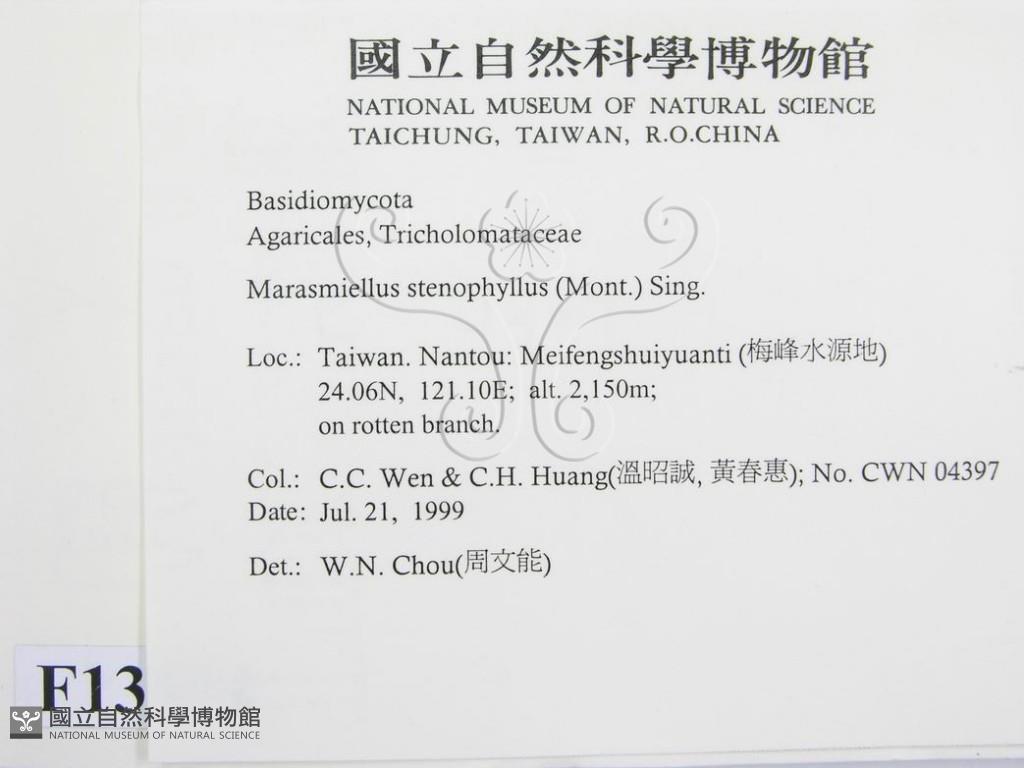 國立自然科學博物館
NATIONAL MUSEUM OF NATURAL SCIENCE
TAICHUNG, TAIWAN, R.O.CHINA
Basidiomycota
Agaricales, Tricholomataceae
Marasmiellus stenophyllus (Mont.) Sing.
Loc.: Taiwan. Nantou: Meifengshuiyuanti (梅峰水源地)
24.06N, 121.10E; alt. 2,150m;
on rotten branch.
Col.: C.C. Wen & C.H. Huang(溫昭誠, 黃春惠); No. CWN 04397
Date: Jul. 21, 1999
Det.: W.N. Chou(周文能)
F13
國立自然科學博物館
NATIONAL MUSEUM OF NATURAL SCIENCE